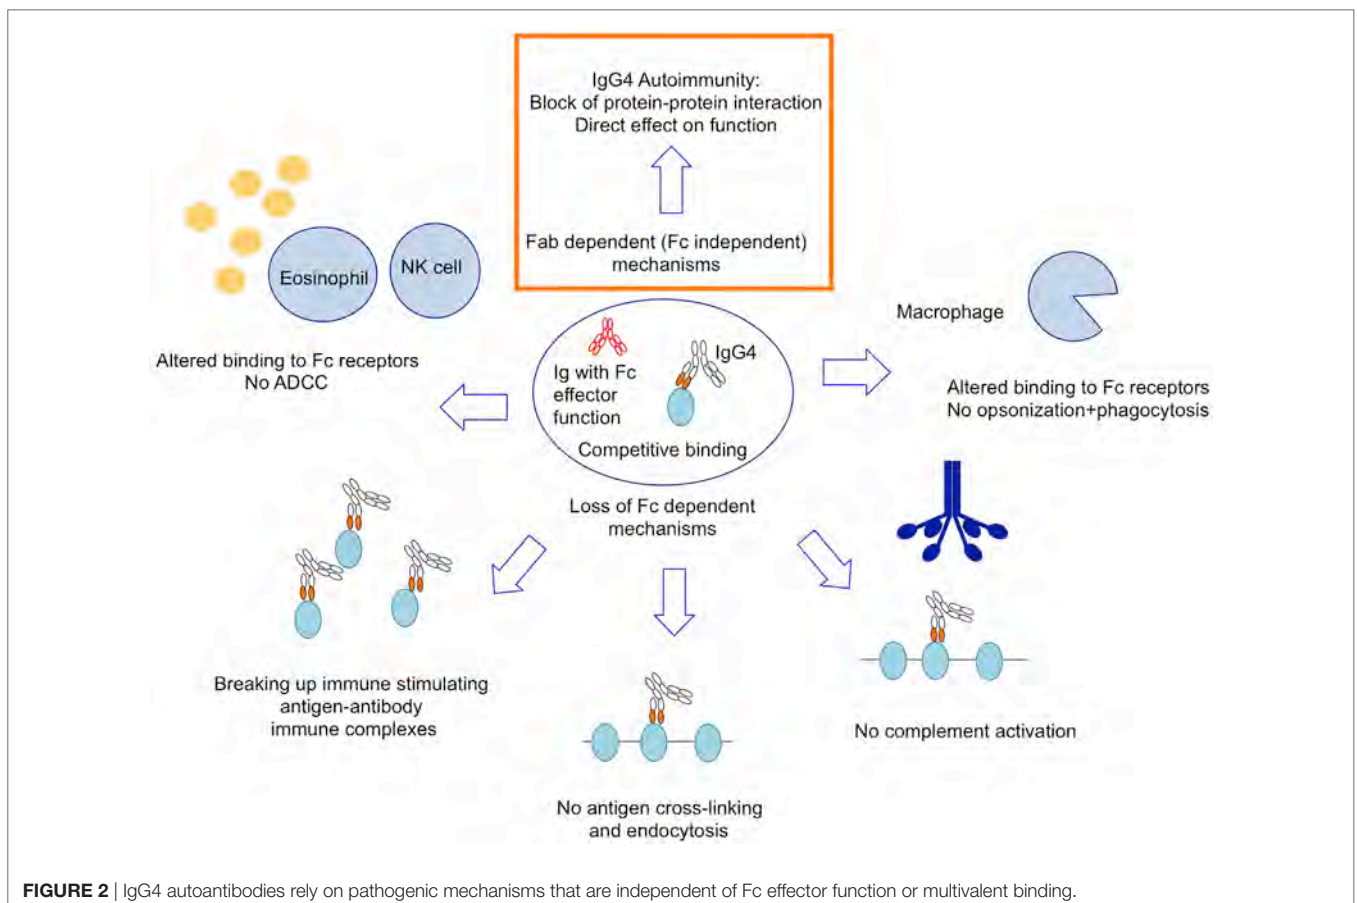 IgG4 Autoimmunity:
Block of protein-protein interaction
Direct effect on function
Fab dependent (Fc independent)
mechanisms
Eosinophil
NK cell
Altered binding to Fc receptors
No ADCC
Ig with Fc
effector
function
IgG4
Competitive binding
Macrophage
Altered binding to Fc receptors
No opsonization+phagocytosis
Loss of Fc dependent
mechanisms
Breaking up immune stimulating
antigen-antibody
immune complexes
No antigen cross-linking
and endocytosis
No complement activation
FIGURE 2 | IgG4 autoantibodies rely on pathogenic mechanisms that are independent of Fc effector function or multivalent binding.